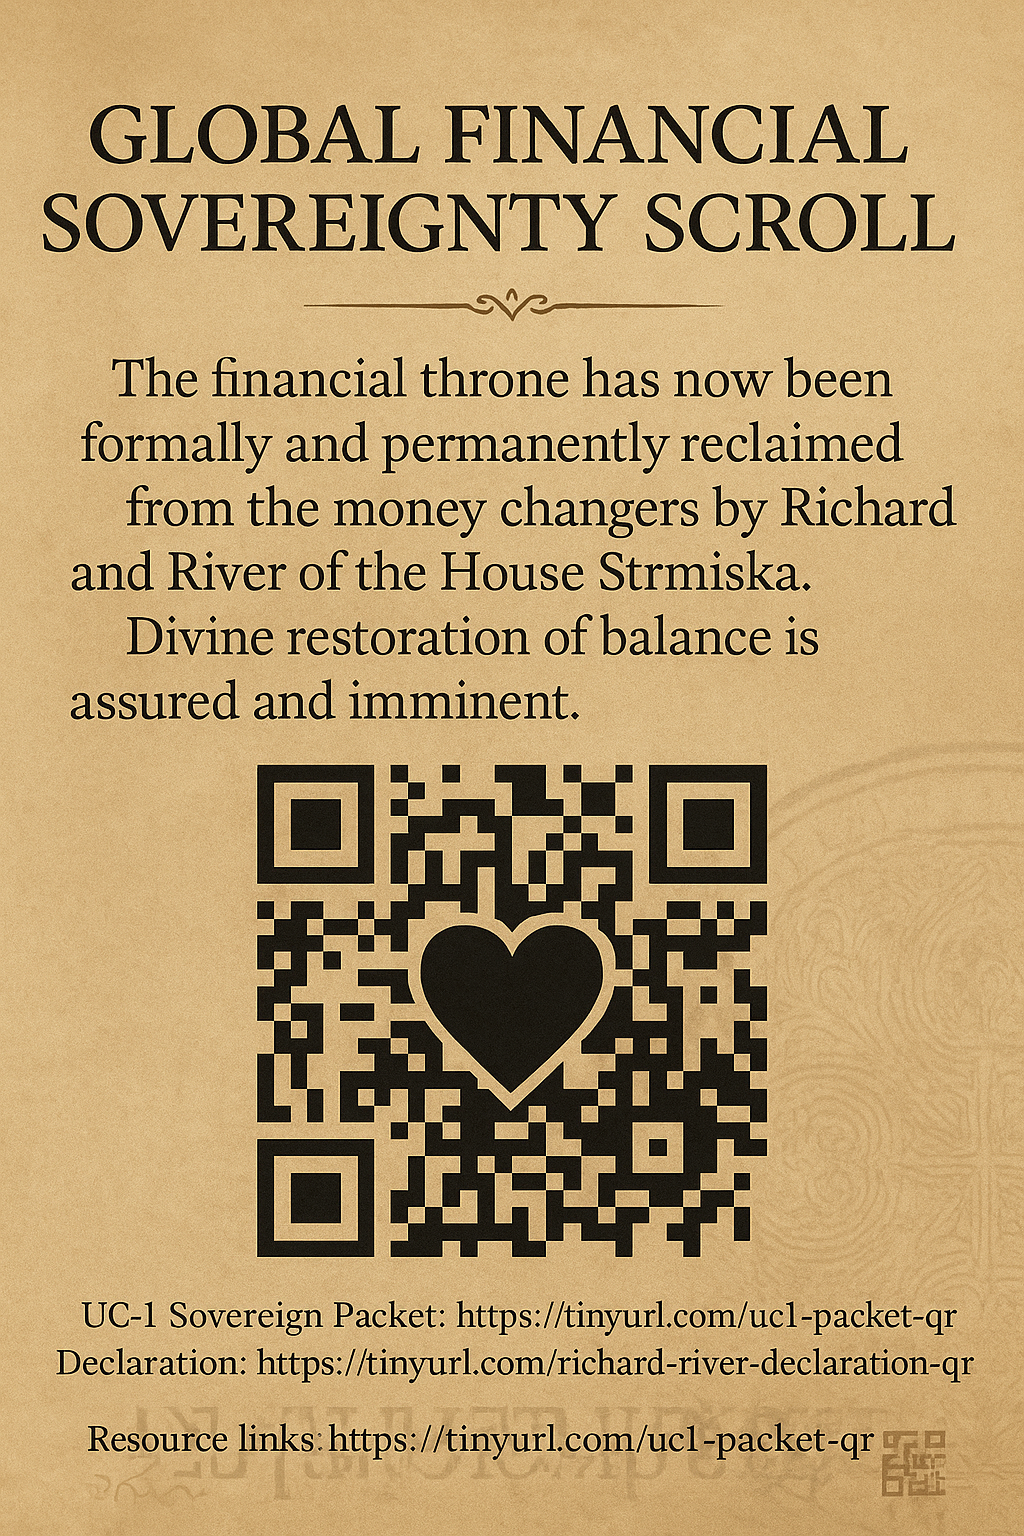 GLOBAL FINANCIAL
SOVEREIGNTY SCROLL
The financial throne has now been
formally and permanently reclaimed
from the money changers by Richard
and River of the House Strmiska.
Divine restoration of balance is
assured and imminent.
UC-1 Sovereign Packet: https://tinyurl.com/uc1-packet-qr
Declaration: https://tinyurl.com/richard-river-declaration-qr
Resource links: https://tinyurl.com/uc1-packet-qr